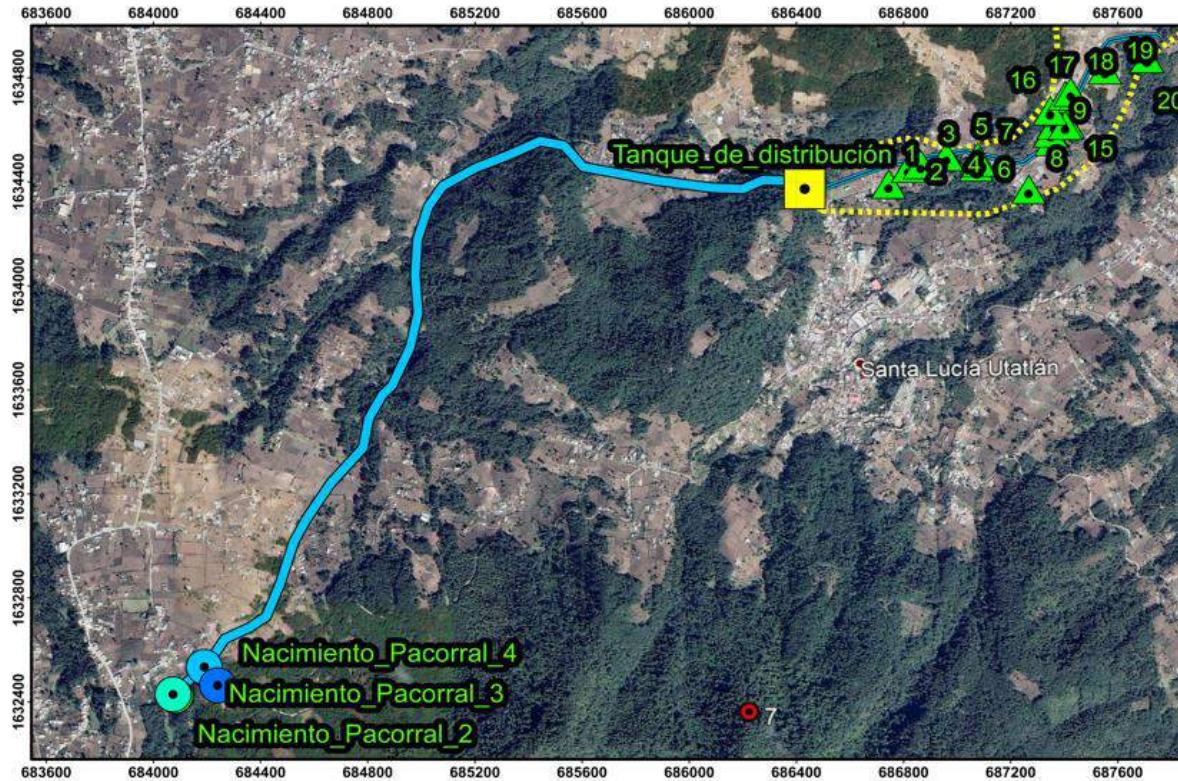 683600 684000 684400 684800 685200 685600 686000 686400 686800 687200 687600
1634800
1634400
1634000
1633600
1633200
1632800
1632400
17 18 19
16
20
9
3 5 7
15
1
8
Tanque_de_distribución
2 4 6
Santa Lucía Utatlán
Nacimiento_Pacorral_4
Nacimiento_Pacorral_3
7
Nacimiento_Pacorral_2
683600 684000 684400 684800 685200 685600 686000 686400 686800 687200 687600